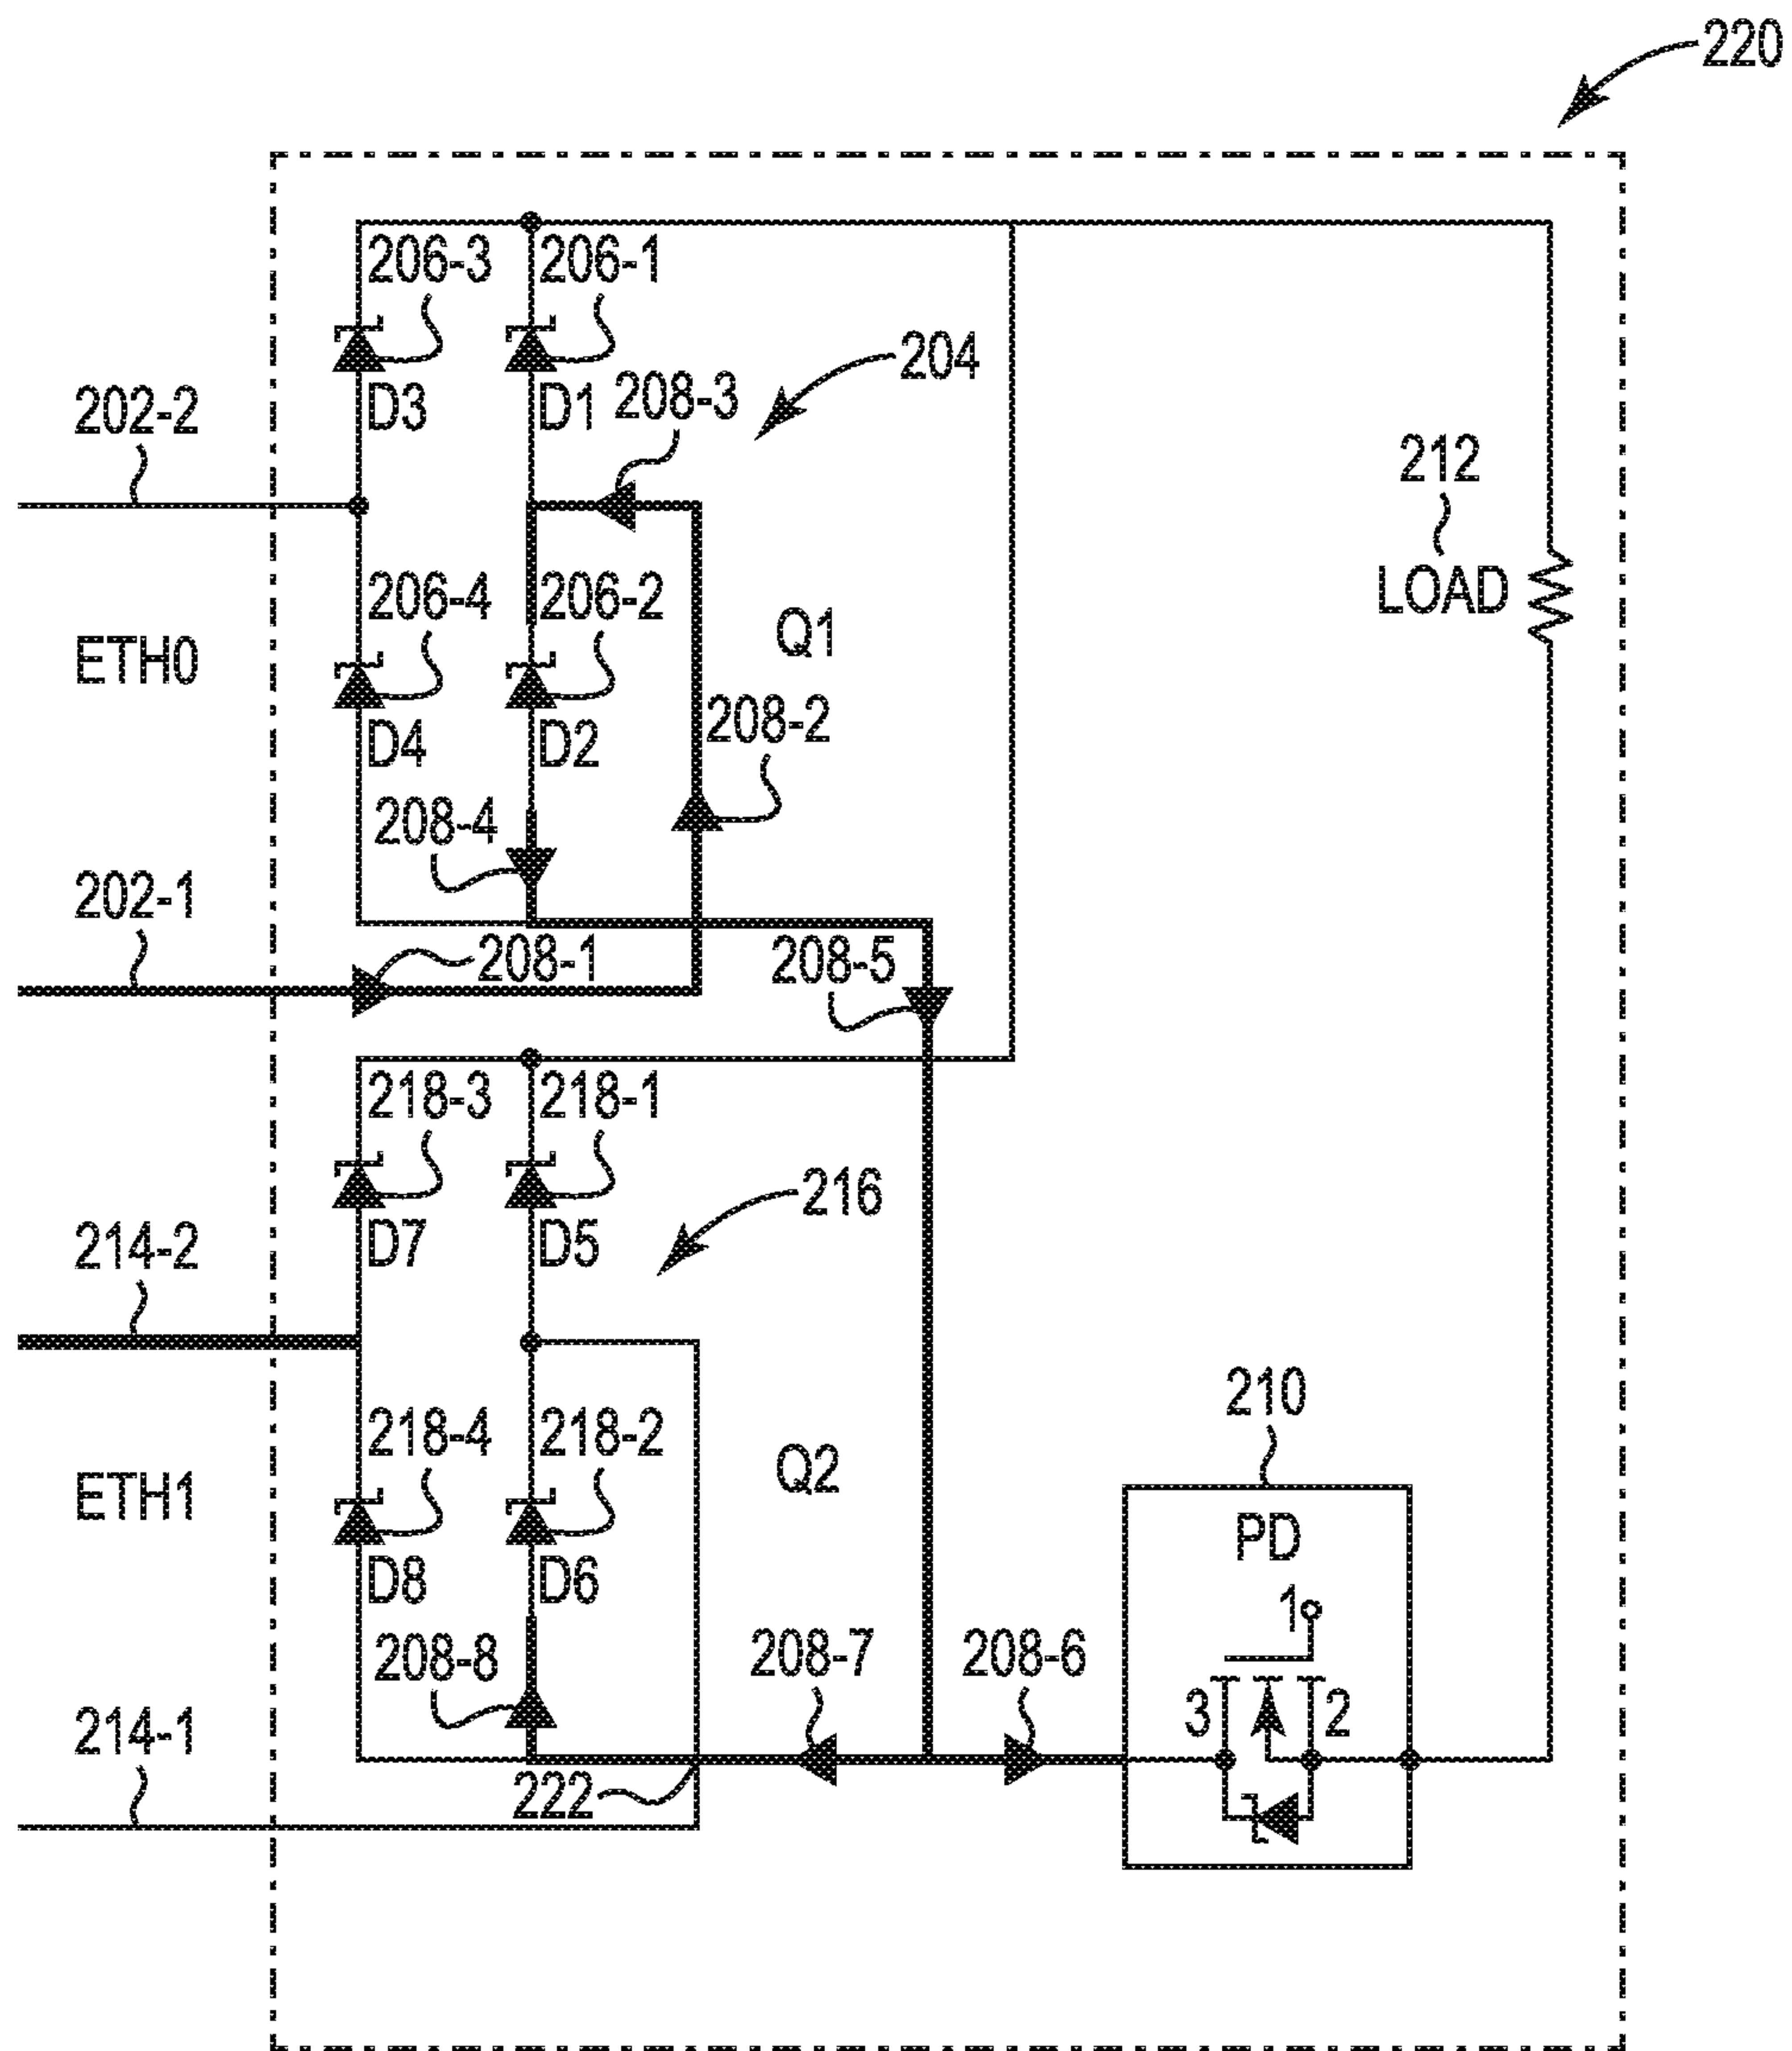 220
206-3 206-1
204
D3 D1 208-3
202-2
212
LOAD
206-4 206-2
ETH0
Q1
D4 D2 208-2
208-4
202-1
208-1
208-5
218-3 218-1
216
D7 D5
214-2
210
218-4 218-2
ETH1
Q2
PD
D8 D6
1
208-8 208-7 208-6
3 2
214-1
222